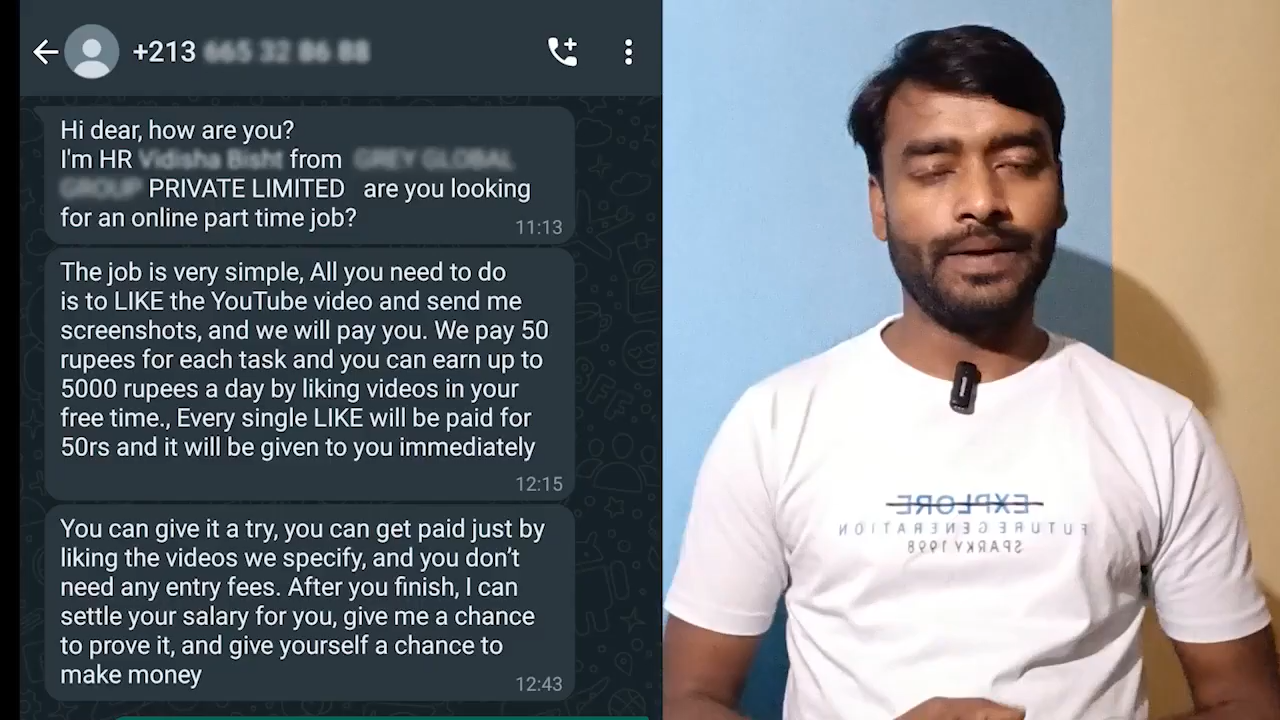 +213
Hi dear, how are you?
I'm HR from
PRIVATE LIMITED are you looking
for an online part time job?
11:13
The job is very simple, All you need to do
is to LIKE the YouTube video and send me
screenshots, and we will pay you. We pay 50
rupees for each task and you can earn up to
5000 rupees a day by liking videos in your
free time., Every single LIKE will be paid for
50rs and it will be given to you immediately
12:15
You can give it a try, you can get paid just by
liking the videos we specify, and you don’t
need any entry fees. After you finish, I can
settle your salary for you, give me a chance
to prove it, and give yourself a chance to
make money
12:43
EXPLORE
FUTURE GENERATION
SPARKY1998